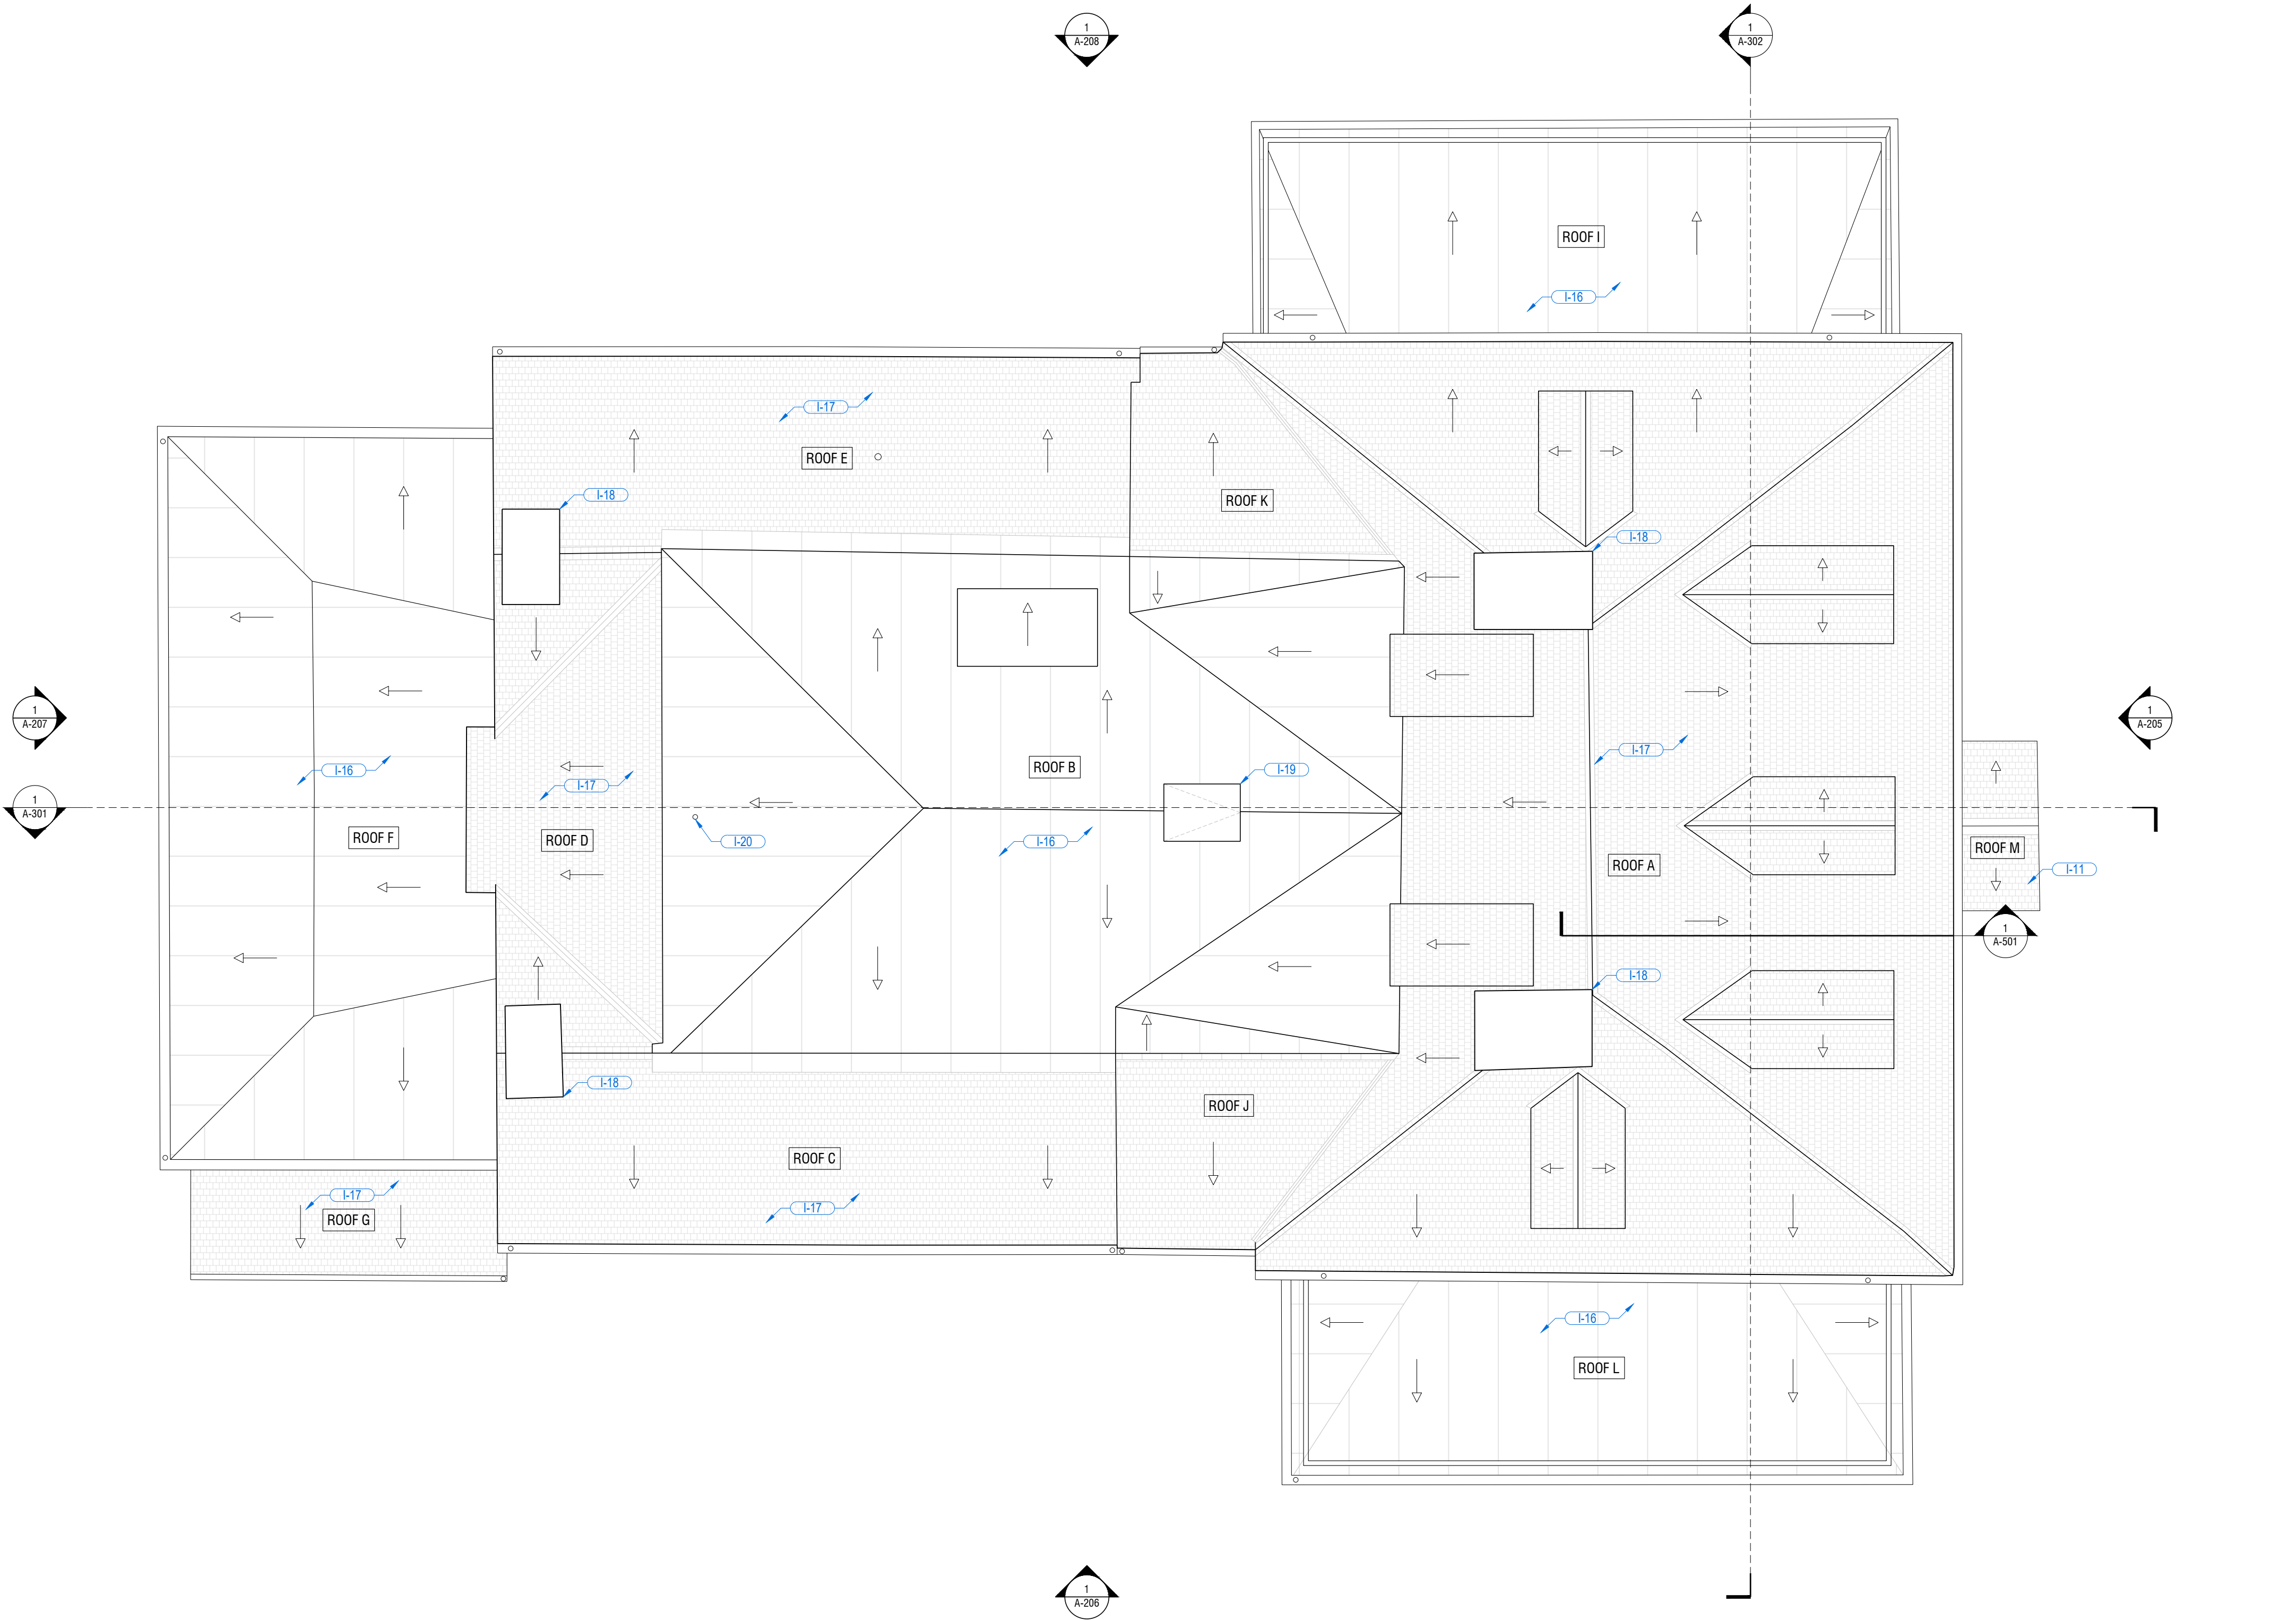 1
A-208
1
A-302
ROOF I
I-16
I-17
ROOF E
I-18
ROOF K
I-18
1
A-207
1
A-205
I-17
ROOF B
I-16
I-17
I-19
1
A-301
ROOF F
ROOF D
I-20
I-16
ROOF A
ROOF M
I-11
1
A-501
I-18
I-18
ROOF J
ROOF C
I-17
ROOF G
I-17
I-16
ROOF L
1
A-206